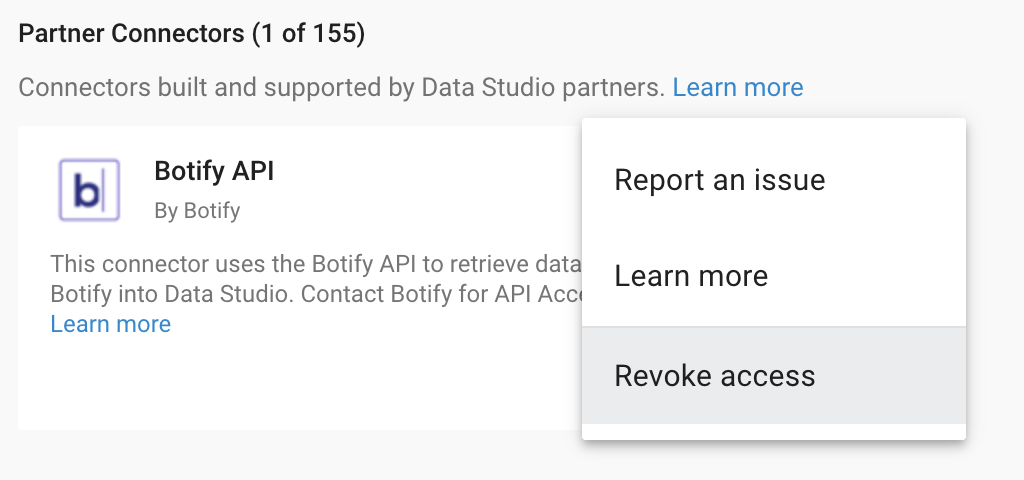 Partner Connectors (1 of 155)
Connectors built and supported by Data Studio partners. Learn more
b
Botify API
By Botify
This connector uses the Botify API to retrieve data
Botify into Data Studio. Contact Botify for API
Learn more
Report an issue
Learn more
Revoke access